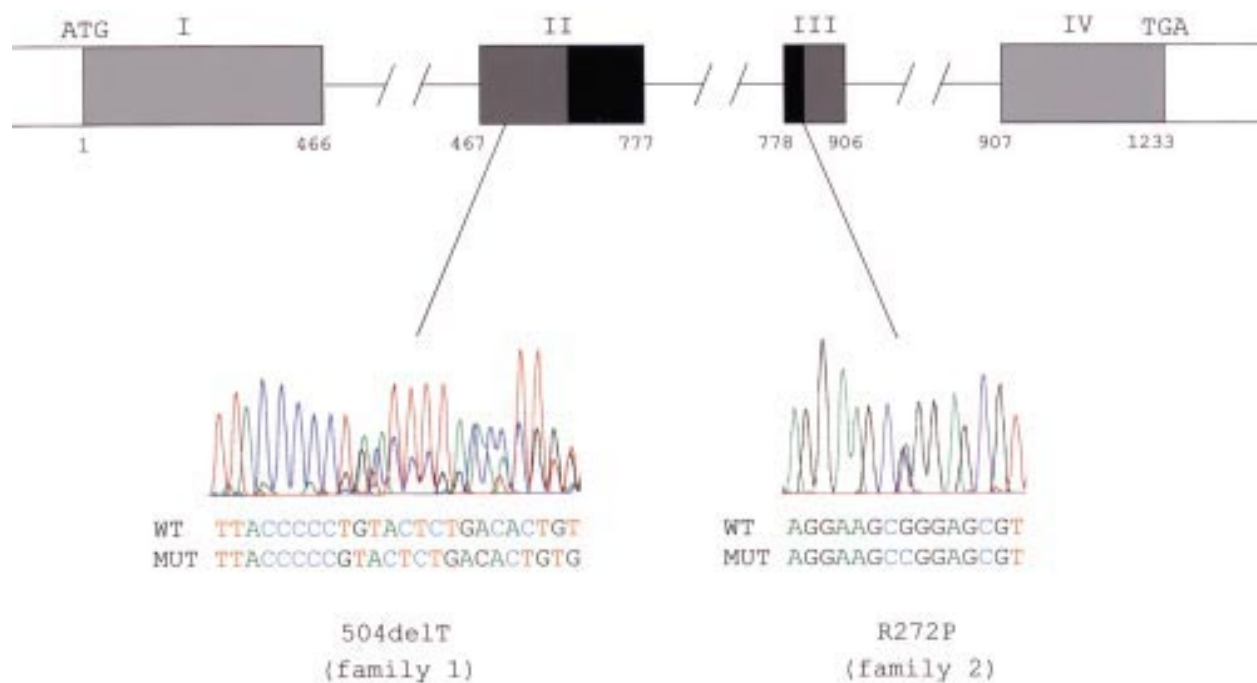 ATG I II III IV TGA
1 466 467 777 778 906 907 1233
WT TTACCCCCTGTACTCTGACACTGT
MUT TTACCCCCGTACTCTGACACTGTG
WT AGGAAGCGGGAGCGT
MUT AGGAAGCCGGAGCGT
504delT
(family 1)
R272P
(family 2)